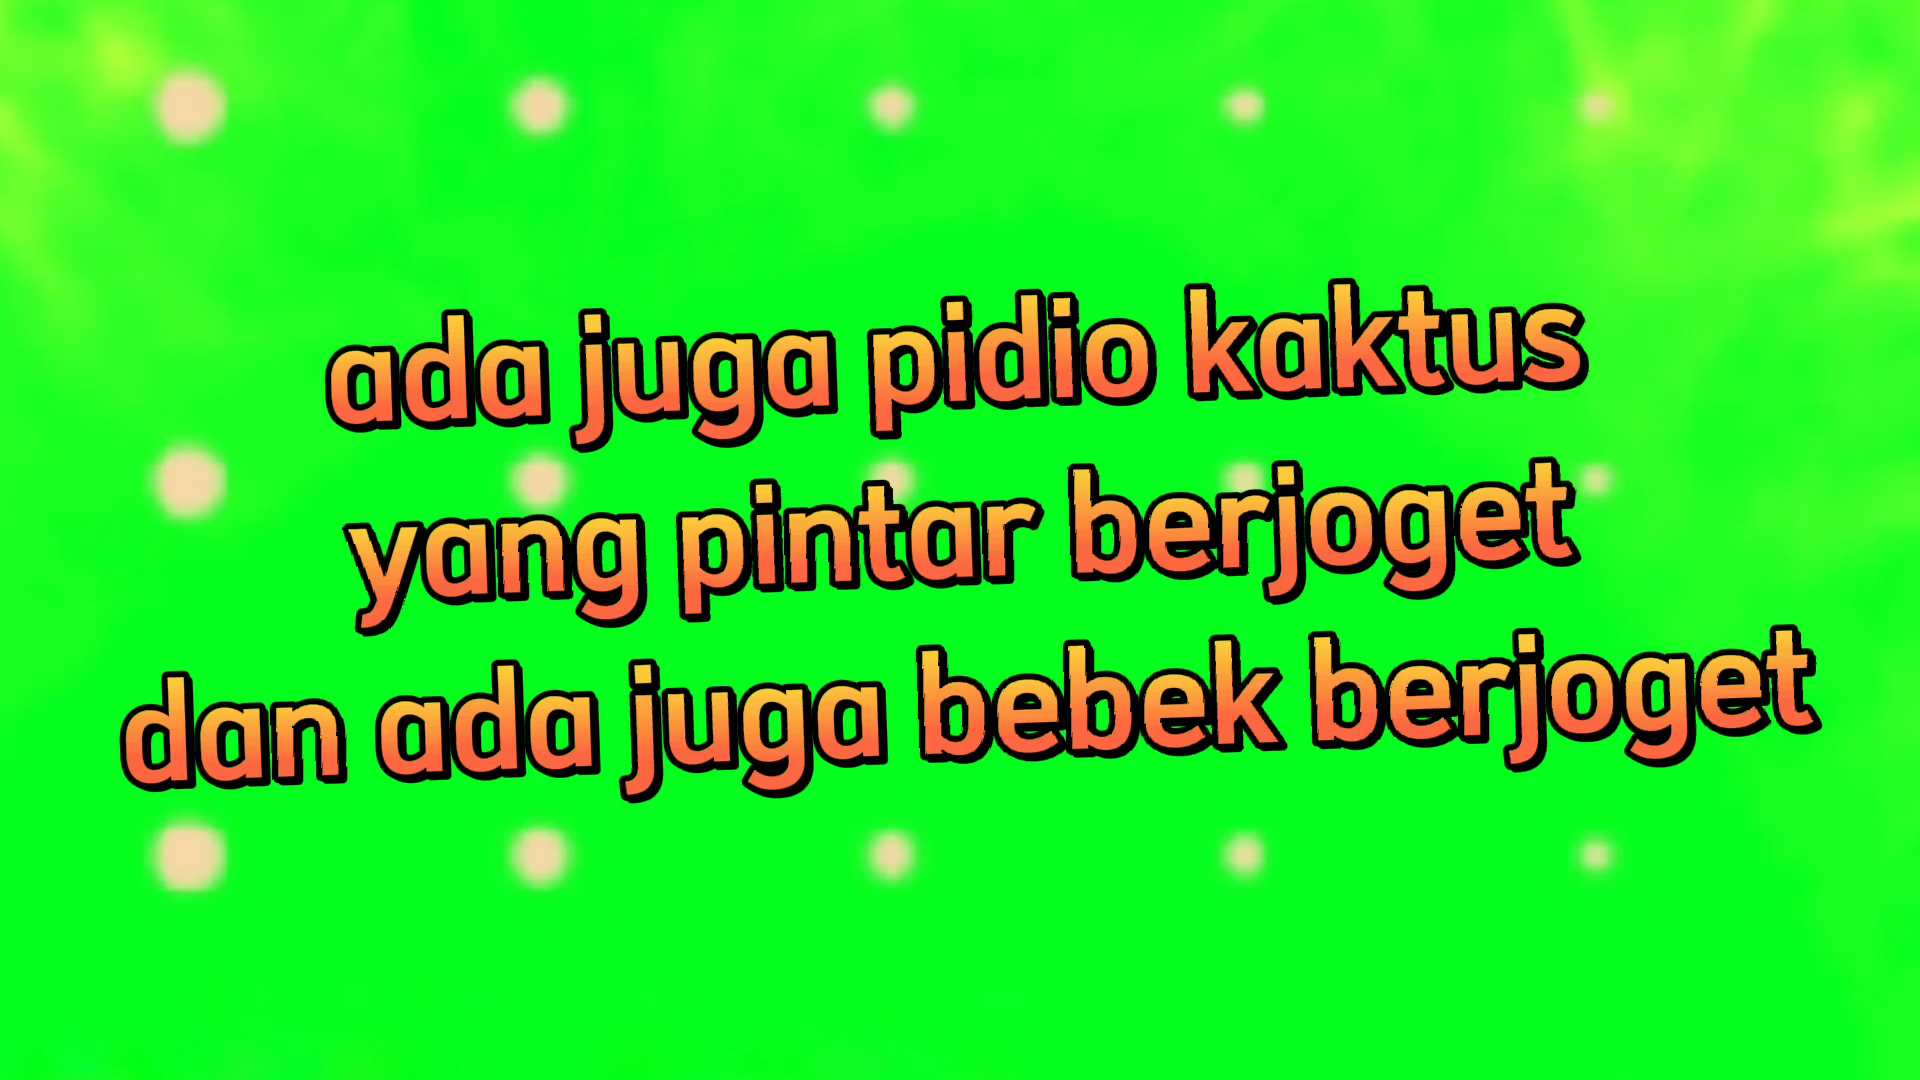 ada juga pidio kaktus
yang pintar berjoget
dan ada juga bebek berjoget